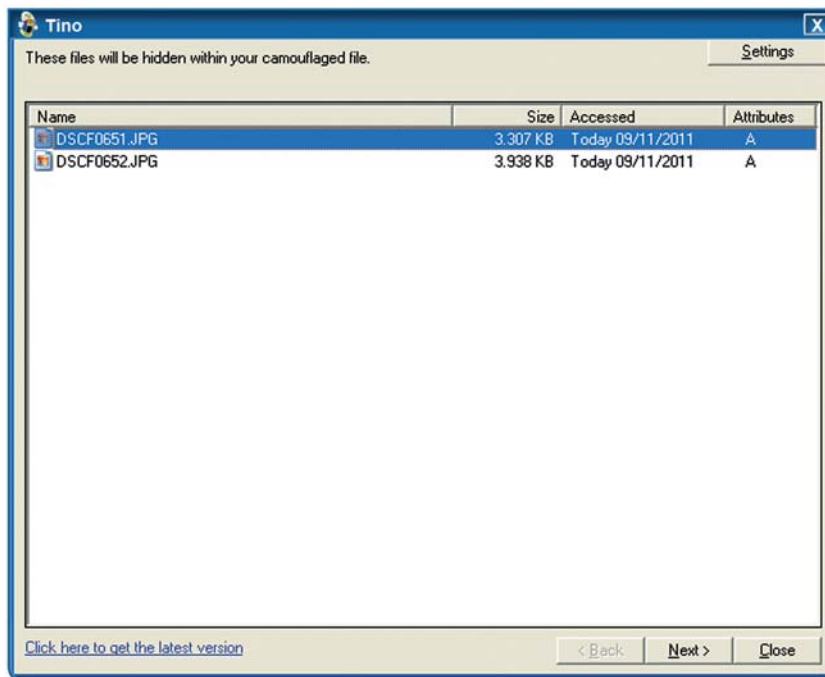 Tino X
These files will be hidden within your camouflaged file. Settings
Name Size Accessed Attributes
DSCF0651.JPG 3.307 KB Today 09/11/2011 A
DSCF0652.JPG 3.938 KB Today 09/11/2011 A
Click here to get the latest version < Back Next > Close